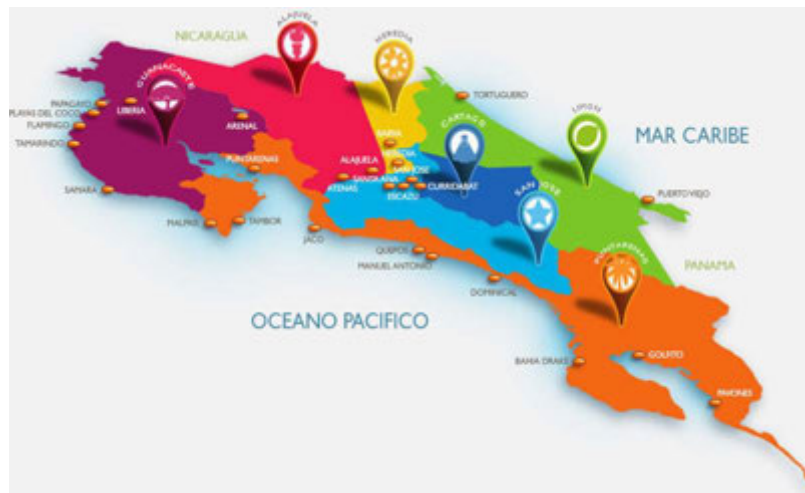 NICARAGUA
ALAJUELA
HEREDIA
GUANACASTE
PAPAGAYO
PLAYAS DEL COCO
LIBERIA
FLAMINGO
TAMARINDO
ARENAL
TORTUGUERO
CARTAGO
LIMON
MAR CARIBE
BARVA
HEREDIA
PUNTARENAS
ALAJUELA
SAN JOSE
SANTA ANA
ATENAS
ESCAZU
CURRIDABAT
SAMARA
SAN JOSE
PUERTO VIEJO
MALPAIS
TAMBOR
JACO
QUEPOS
MANUEL ANTONIO
PUNTARENAS
PANAMA
DOMINICAL
OCEANO PACIFICO
BAHIA DRAKE
GOLFITO
PAVONES